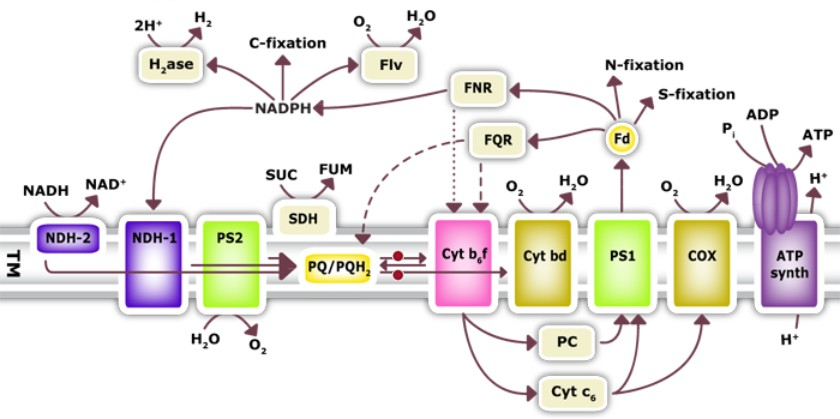 2H⁺
H₂
H₂ase
C-fixation
O₂
H₂O
Flv
NADPH
FNR
FQR
N-fixation
S-fixation
Fd
Pᵢ
ADP
ATP
H⁺
NADH
NAD⁺
SUC
FUM
SDH
O₂
H₂O
O₂
H₂O
TM
NDH-2
NDH-1
PS2
PQ/PQH₂
Cyt b₆f
Cyt bd
PS1
COX
ATP
synth
H₂O
O₂
PC
Cyt c₆
H⁺